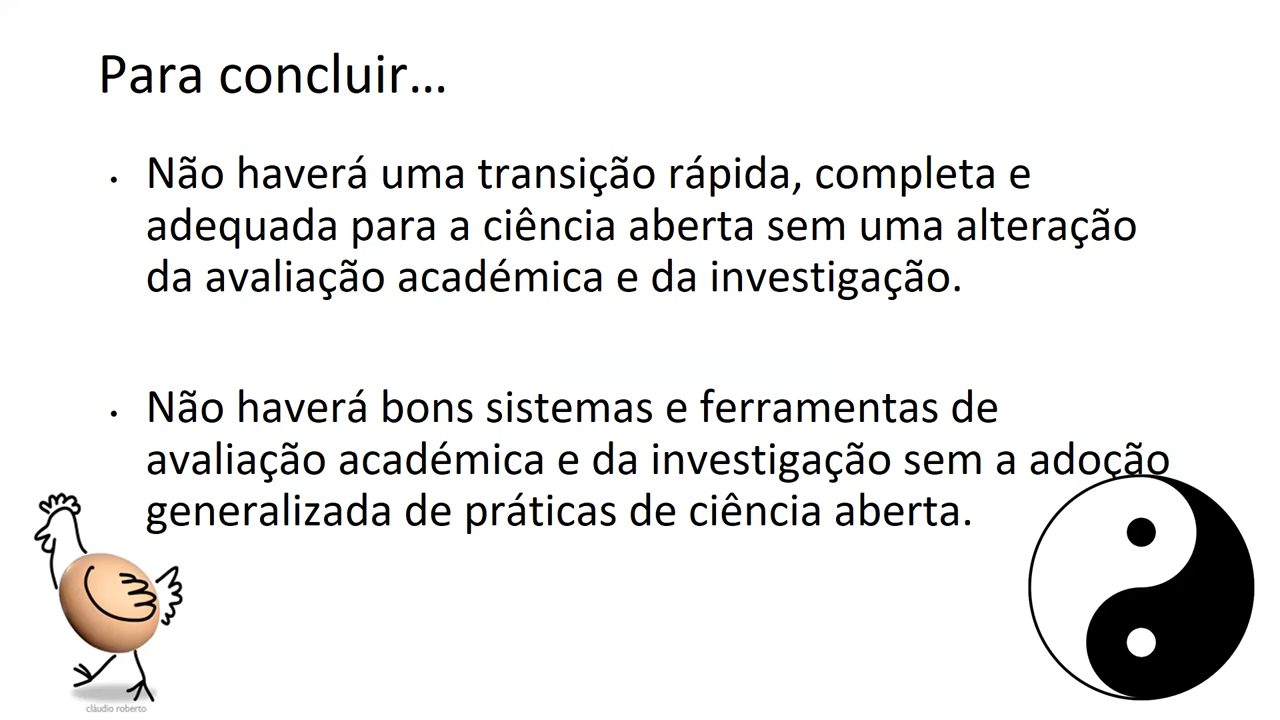 Para concluir…
• Não haverá uma transição rápida, completa e
adequada para a ciência aberta sem uma alteração
da avaliação académica e da investigação.
• Não haverá bons sistemas e ferramentas de
avaliação académica e da investigação sem a adoção
generalizada de práticas de ciência aberta.
cláudio roberto